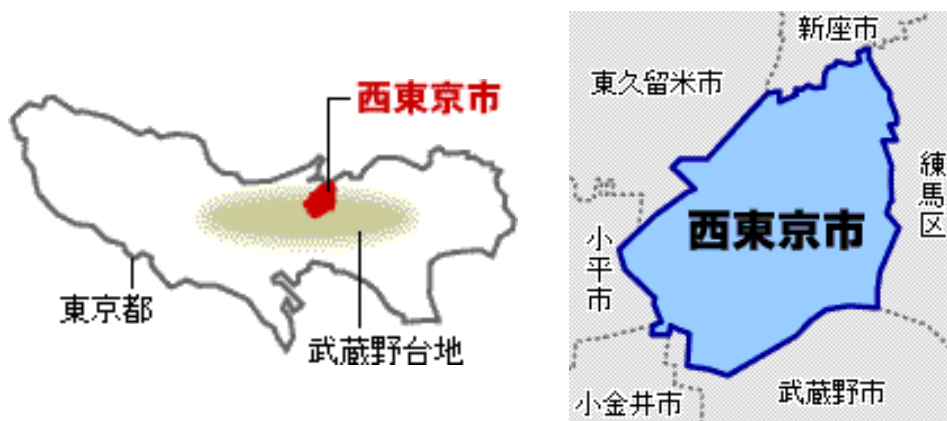 西東京市
東京都
武蔵野台地
新座市
東久留米市
練馬区
西東京市
小平市
武蔵野市
小金井市